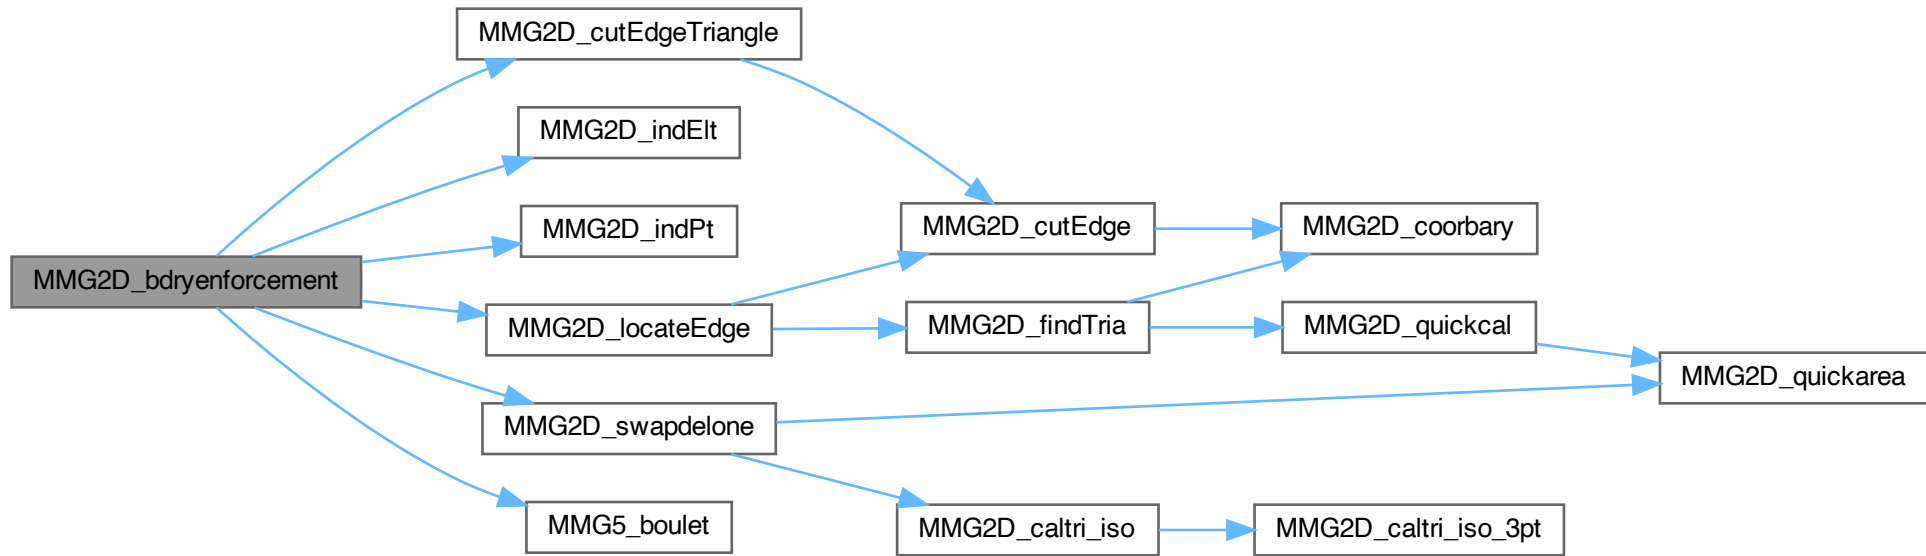 MMG2D_cutEdgeTriangle
MMG2D_indElt
MMG2D_indPt
MMG2D_cutEdge
MMG2D_coorbary
MMG2D_bdryenforcement
MMG2D_locateEdge
MMG2D_findTria
MMG2D_quickcal
MMG2D_quickarea
MMG2D_swapdelone
MMG5_boulet
MMG2D_caltri_iso
MMG2D_caltri_iso_3pt